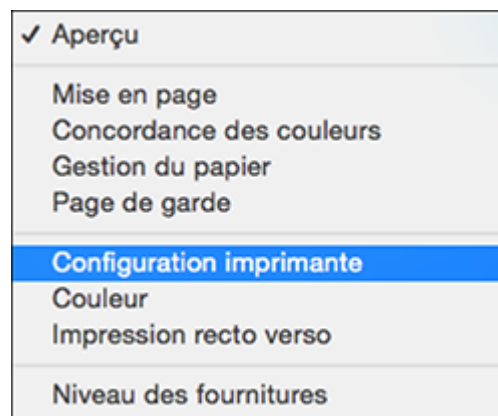 ✓ Aperçu
Mise en page
Concordance des couleurs
Gestion du papier
Page de garde
Configuration imprimante
Couleur
Impression recto verso
Niveau des fournitures